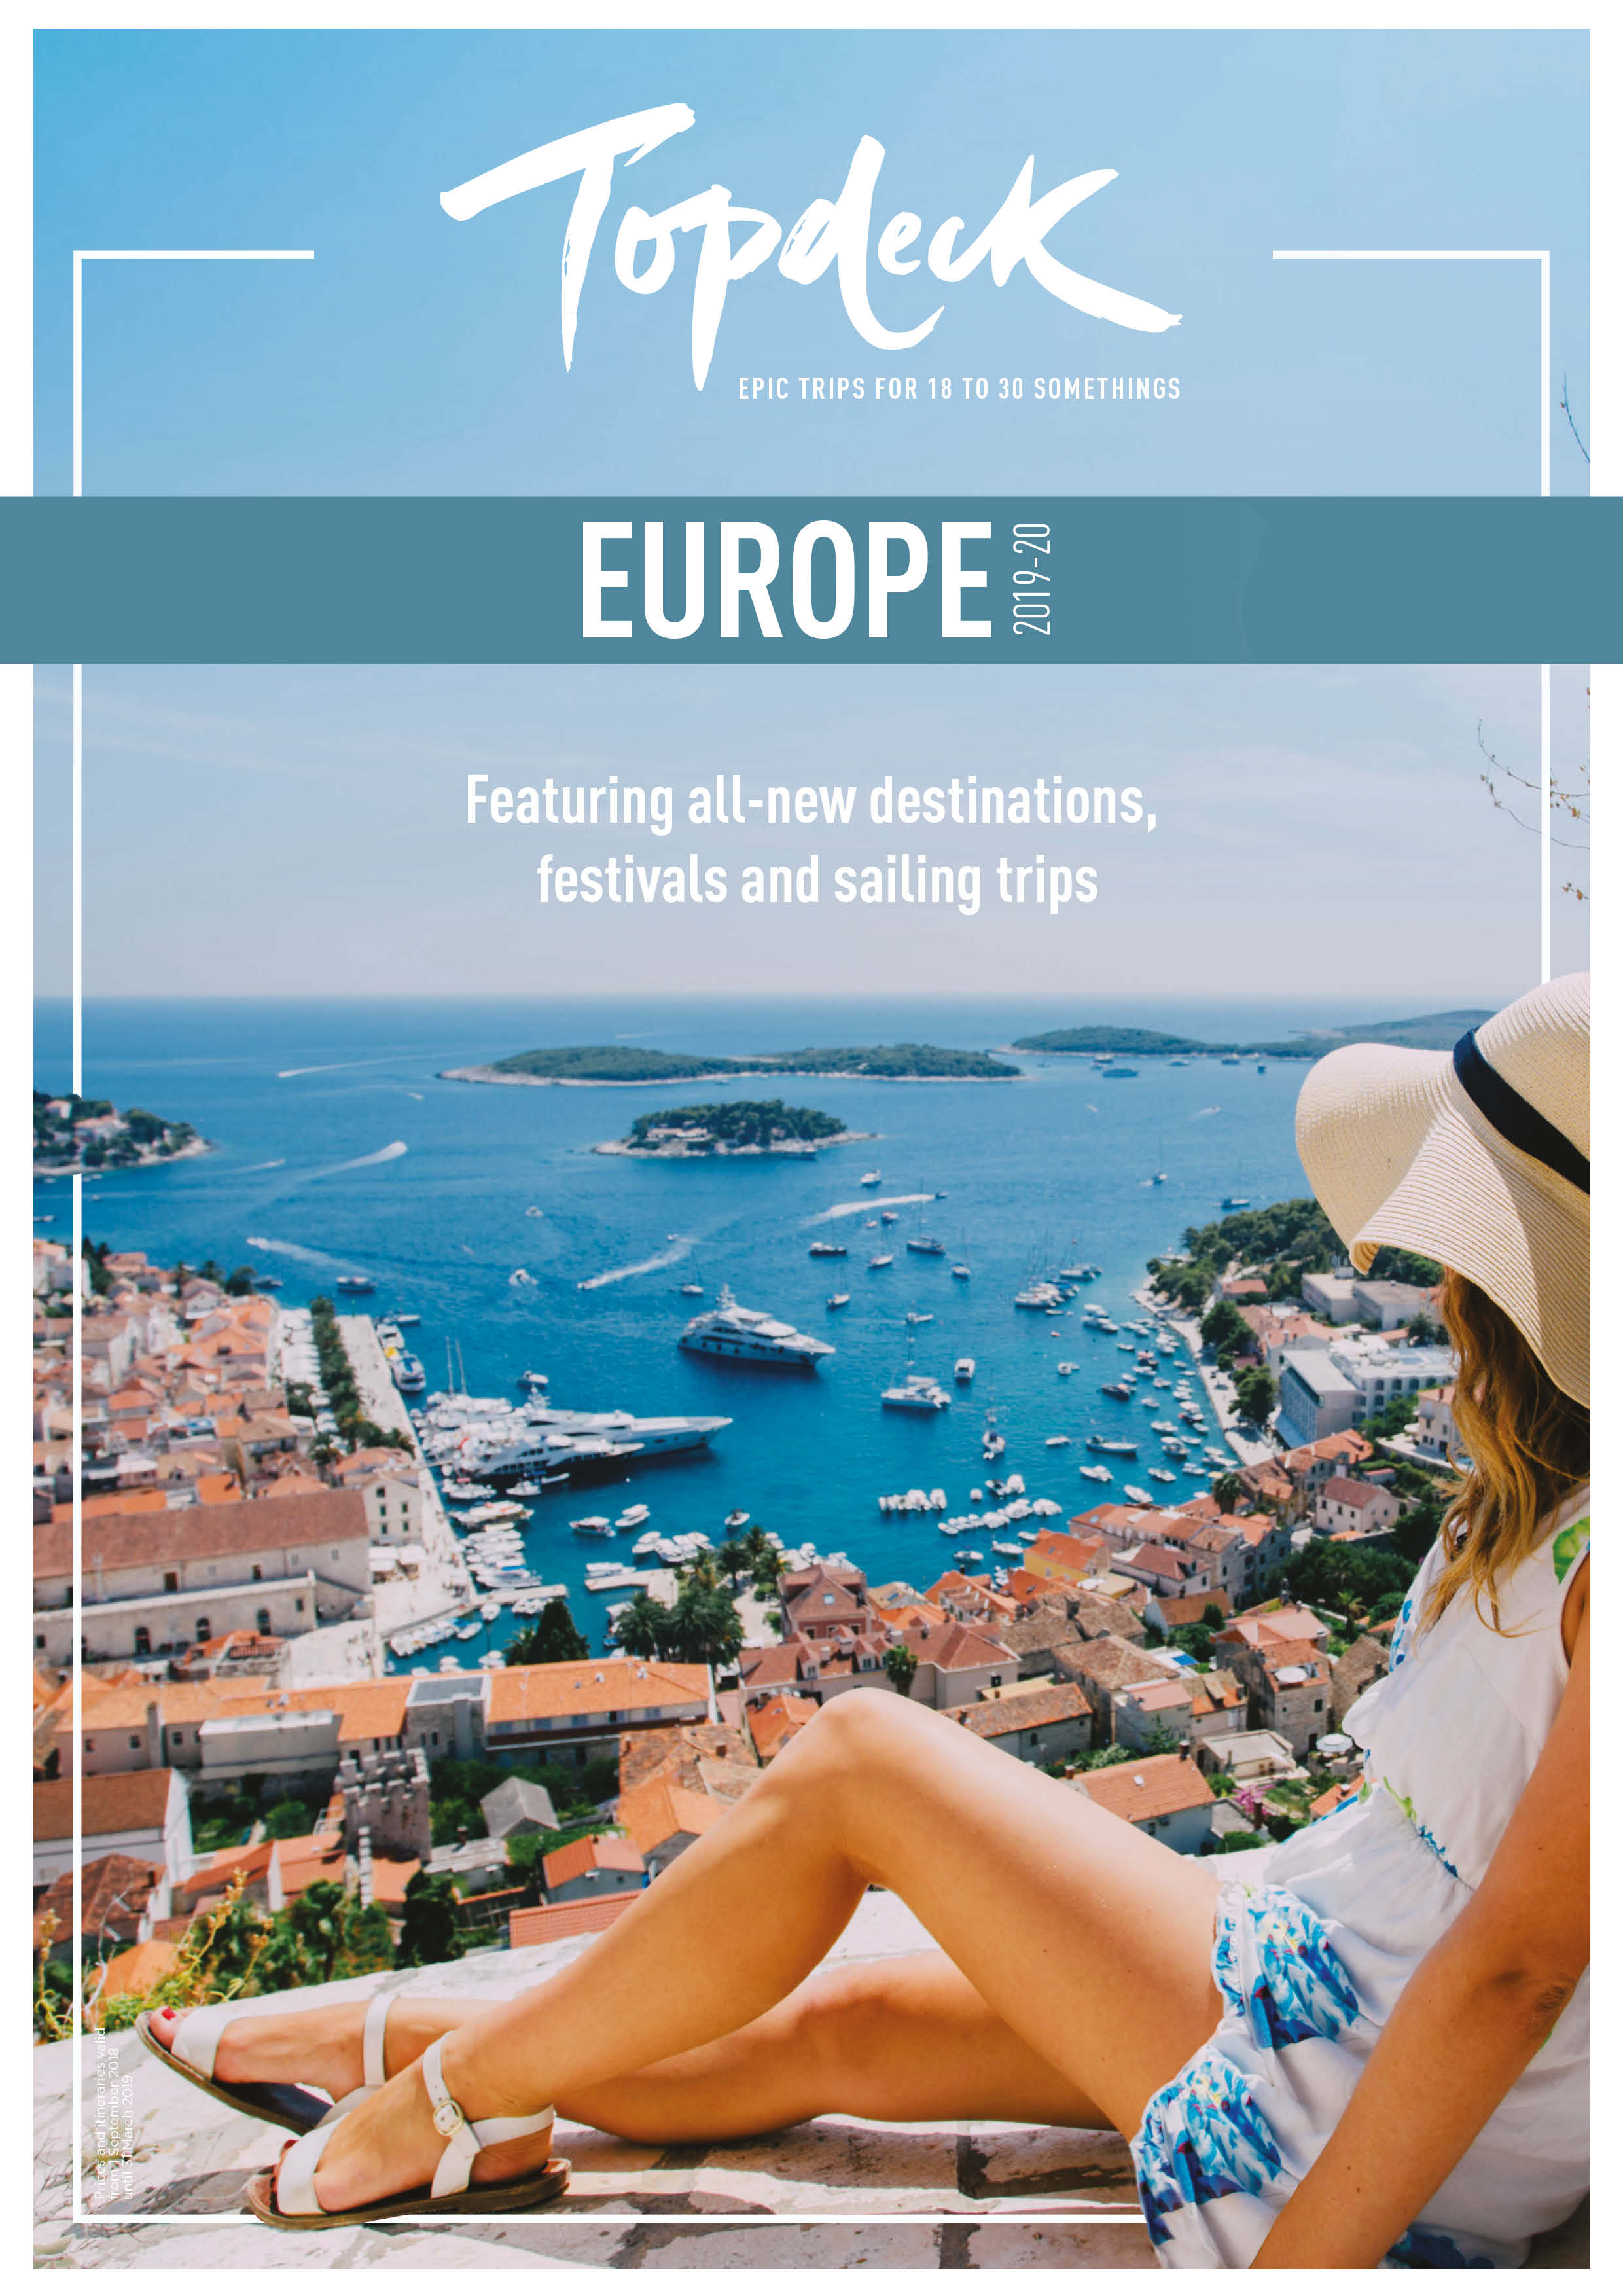 Topdeck
EPIC TRIPS FOR 18 TO 30 SOMETHINGS
EUROPE
2019-20
Featuring all-new destinations,
festivals and sailing trips
Prices and itineraries valid
from 1 September 2018
until 31 March 2019